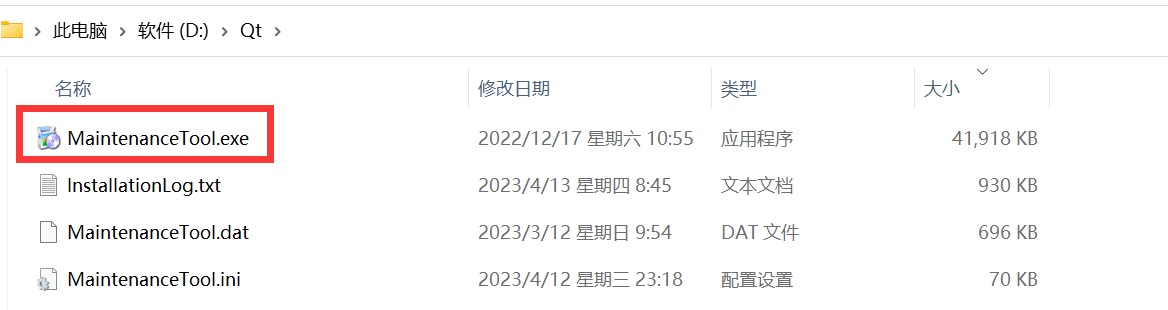 此电脑 > 软件 (D:) > Qt >
名称 修改日期 类型 大小
MaintenanceTool.exe 2022/12/17 星期六 10:55 应用程序 41,918 KB
InstallationLog.txt 2023/4/13 星期四 8:45 文本文档 930 KB
MaintenanceTool.dat 2023/3/12 星期日 9:54 DAT 文件 696 KB
MaintenanceTool.ini 2023/4/12 星期三 23:18 配置设置 70 KB